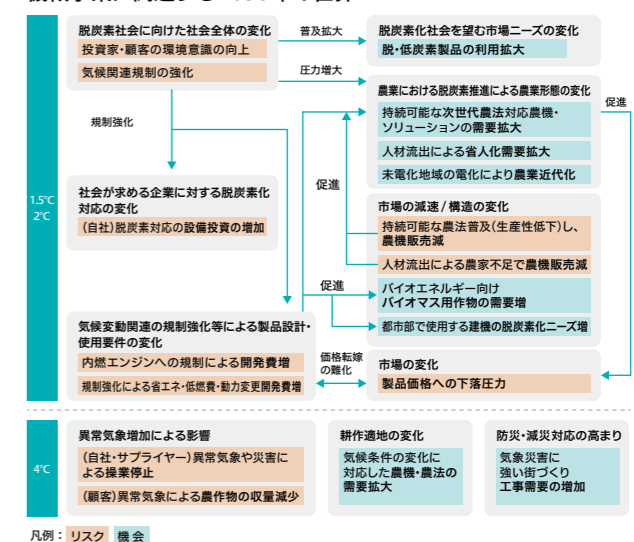 脱炭素社会に向けた社会全体の変化
投資家・顧客の環境意識の向上
気候関連規制の強化
普及拡大
圧力増大
脱炭素化社会を望む市場ニーズの変化
脱・低炭素製品の利用拡大
規制強化
農業における脱炭素推進による農業形態の変化
持続可能な次世代農法対応農機・
ソリューションの需要拡大
人材流出による省人化需要拡大
未電化地域の電化により農業近代化
促進
1.5℃
2℃
社会が求める企業に対する脱炭素化
対応の変化
(自社)脱炭素対応の設備投資の増加
促進
市場の減速/構造の変化
持続可能な農法普及(生産性低下)し、
農機販売減
人材流出による農家不足で農機販売減
促進
バイオエネルギー向け
バイオマス用作物の需要増
都市部で使用する建機の脱炭素化ニーズ増
気候変動関連の規制強化等による製品設計・
使用要件の変化
内燃エンジンへの規制による開発費増
規制強化による省エネ・低燃費・動力変更開発費増
価格転嫁
の難化
市場の変化
製品価格への下落圧力
4℃
異常気象増加による影響
(自社・サプライヤー)異常気象や災害に
よる操業停止
(顧客)異常気象による農作物の収量減少
耕作適地の変化
気候条件の変化に
対応した農機・農法の
需要拡大
防災・減災対応の高まり
気象災害に
強い街づくり
工事需要の増加
凡例：リスク 機会